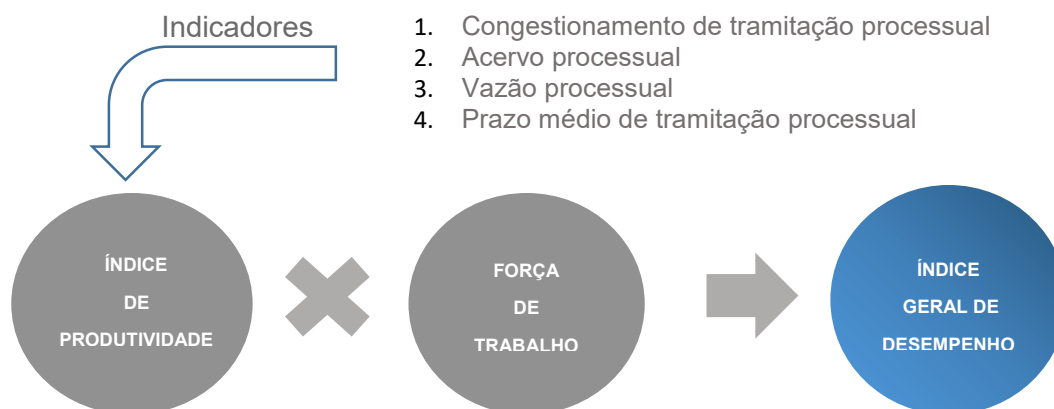 Indicadores
1. Congestionamento de tramitação processual
2. Acervo processual
3. Vazão processual
4. Prazo médio de tramitação processual
ÍNDICE
DE
PRODUTIVIDADE
FORÇA
DE
TRABALHO
ÍNDICE
GERAL DE
DESEMPENHO